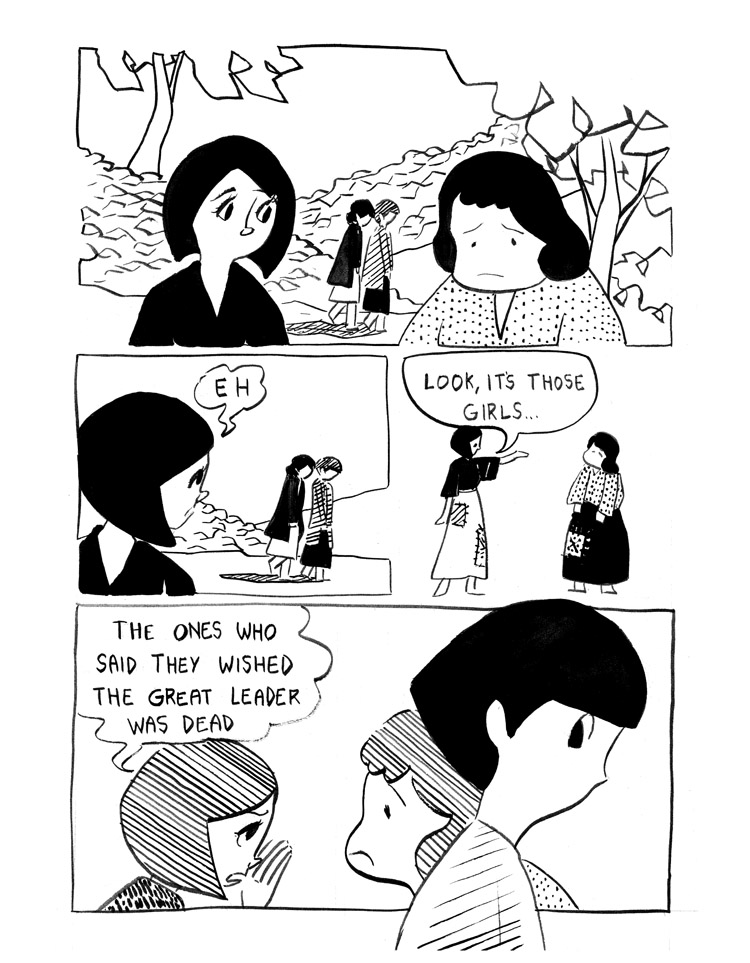 EH
LOOK, IT'S THOSE
GIRLS...
THE ONES WHO
SAID THEY WISHED
THE GREAT LEADER
WAS DEAD